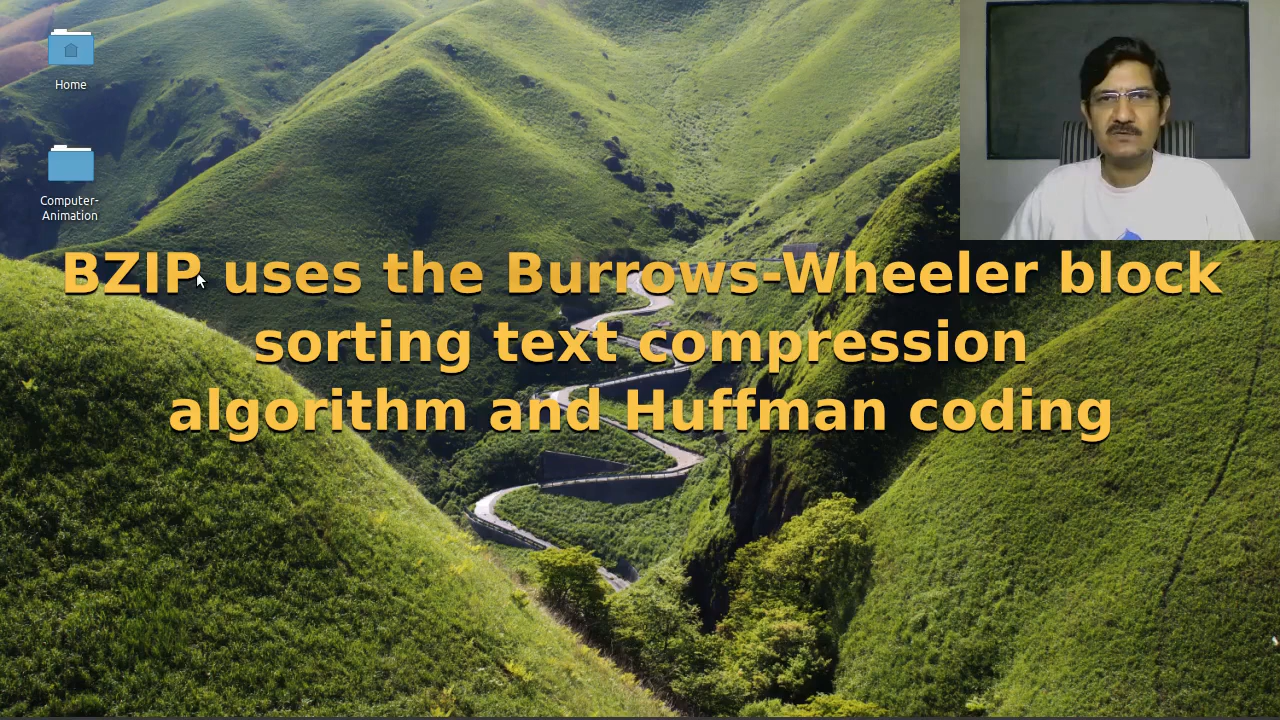 Home
Computer-
Animation
BZIP uses the Burrows-Wheeler block
sorting text compression
algorithm and Huffman coding